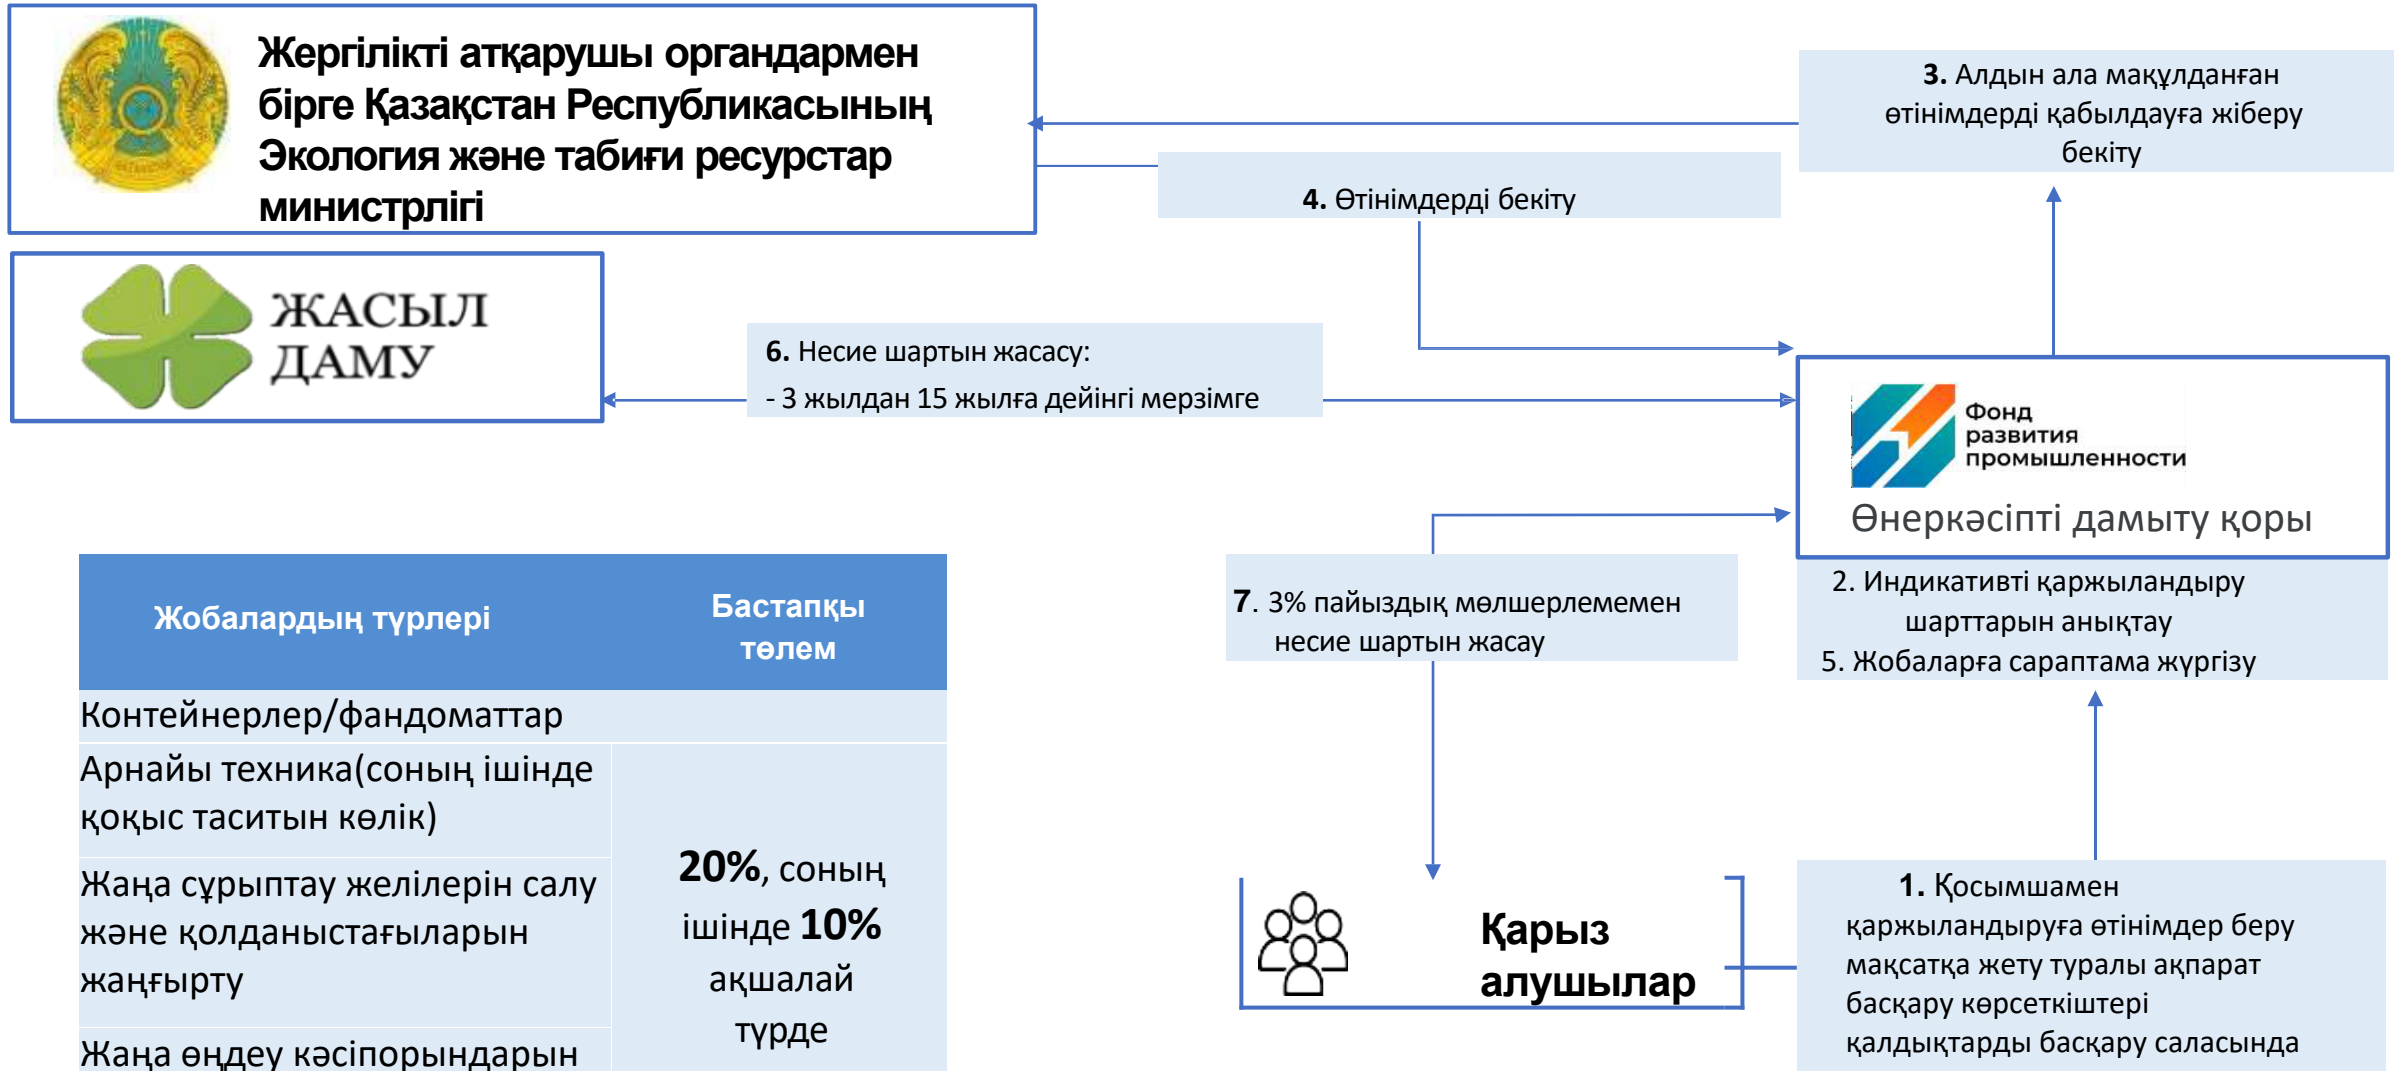 Жергілікті атқарушы органдармен
бірге Қазақстан Республикасының
Экология және табиғи ресурстар
министрлігі
3. Алдын ала мақұлданған
өтінімдерді қабылдауға жіберу
бекіту
4. Өтінімдерді бекіту
ЖАСЫЛ
ДАМУ
6. Несие шартын жасасу:
- 3 жылдан 15 жылға дейінгі мерзімге
Фонд
развития
промышленности
Өнеркәсіпті дамыту қоры
2. Индикативті қаржыландыру
шарттарын анықтау
5. Жобаларға сараптама жүргізу
7. 3% пайыздық мөлшерлемемен
несие шартын жасау
Жобалардың түрлері
Бастапқы
төлем
Контейнерлер/фандоматтар
Арнайы техника(соның ішінде
қоқыс таситын көлік)
Жаңа сұрыптау желілерін салу
және қолданыстағыларын
жаңғырту
Жаңа өңдеу кәсіпорындарын
20%, соның
ішінде 10%
ақшалай
түрде
Қарыз
алушылар
1. Қосымшамен
қаржыландыруға өтінімдер беру
мақсатқа жету туралы ақпарат
басқару көрсеткіштері
қалдықтарды басқару саласында